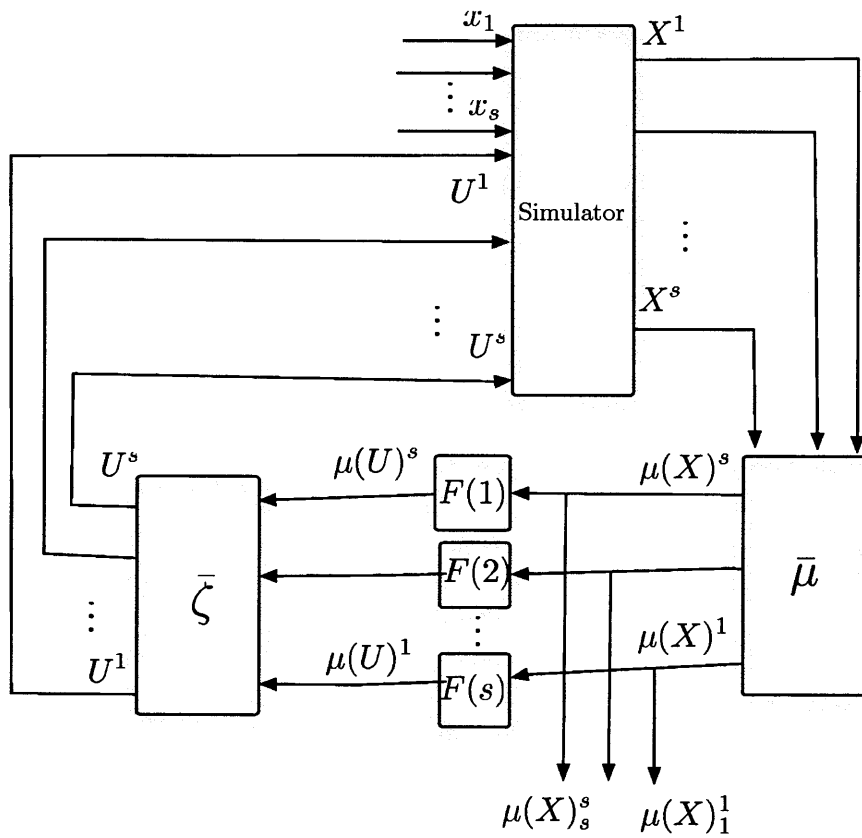 x_1
⋮
x_s
U^1
Simulator
X^1
⋮
X^s
⋮
U^s
U^s
μ(U)^s
F(1)
μ(X)^s
ζ̄
F(2)
μ̄
⋮
⋮
U^1
μ(U)^1
F(s)
μ(X)^1
μ(X)^s_s
μ(X)^1_1